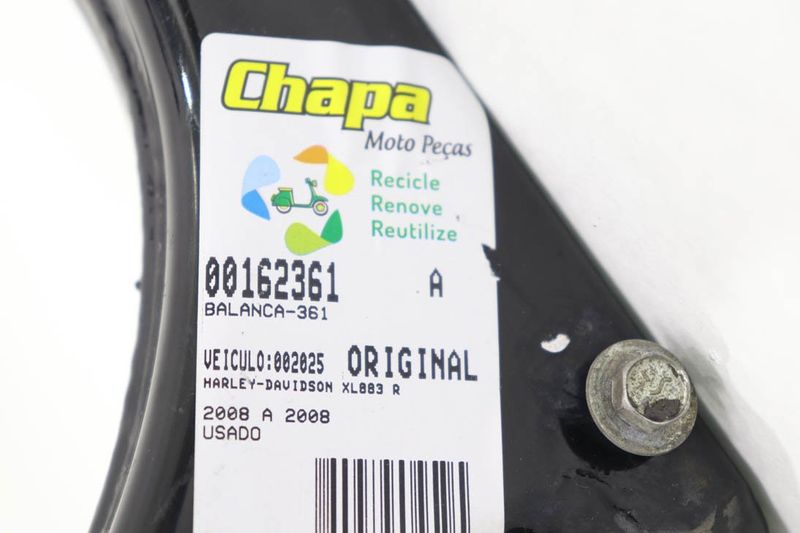 Chapa
Moto Peças
Recicle
Renove
Reutilize
00162361 A
BALANCA-361
VEICULO:002025 ORIGINAL
HARLEY-DAVIDSON XL883 R
2008 A 2008
USADO